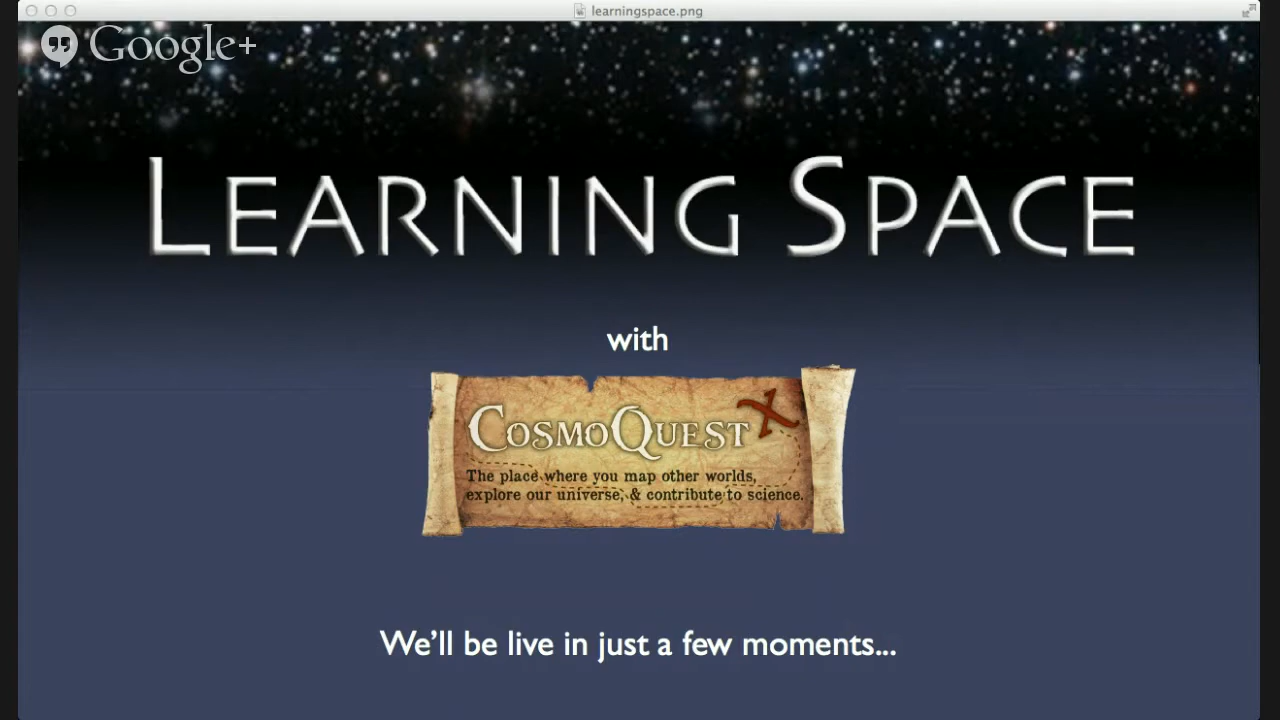 learningspace.png
Google+
LEARNING SPACE
with
COSMOQUEST X
The place where you map other worlds,
explore our universe, & contribute to science.
We'll be live in just a few moments...